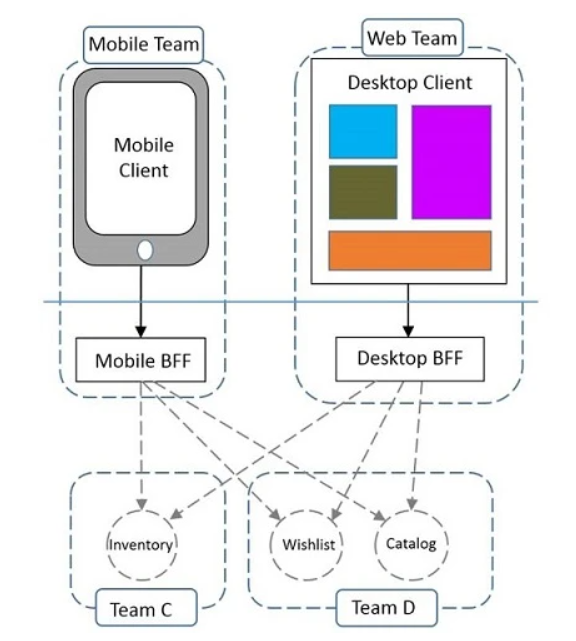 Mobile Team
Web Team
Desktop Client
Mobile
Client
Mobile BFF
Desktop BFF
Inventory
Wishlist
Catalog
Team C
Team D